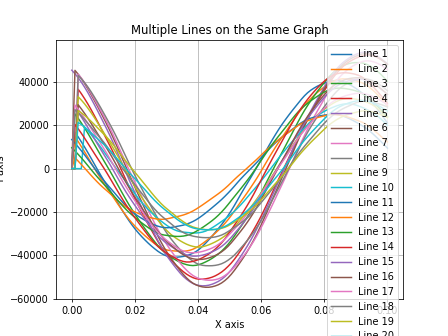 Multiple Lines on the Same Graph
40000
20000
0
−20000
−40000
−60000
0.00
0.02
0.04
0.06
X axis
axis
Line 1
Line 2
Line 3
Line 4
Line 5
Line 6
Line 7
Line 8
Line 9
Line 10
Line 11
Line 12
Line 13
Line 14
Line 15
Line 16
Line 17
Line 18
Line 19
Line 20